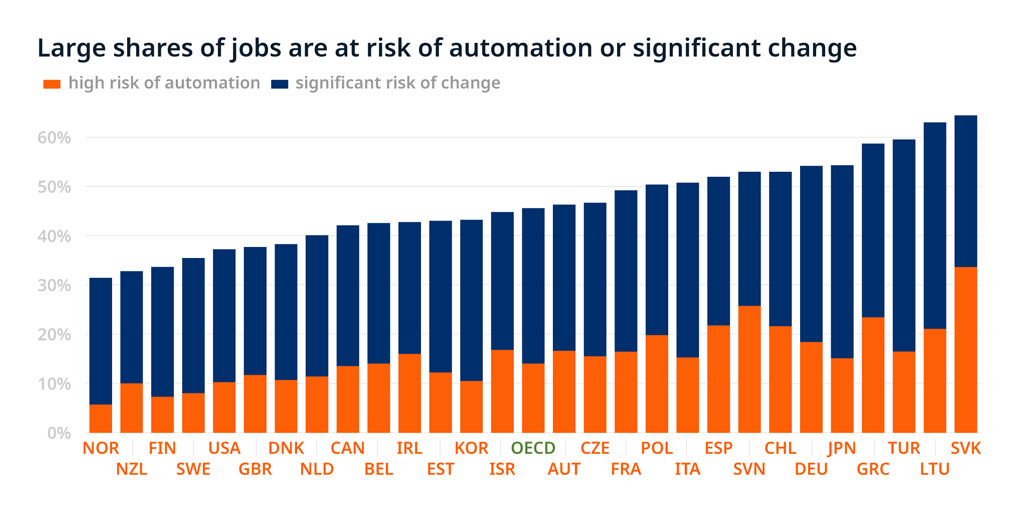 Large shares of jobs are at risk of automation or significant change
high risk of automation significant risk of change
60%
50%
40%
30%
20%
10%
0%
NOR FIN USA DNK CAN IRL KOR OECD CZE POL ESP CHL JPN TUR SVK
NZL SWE GBR NLD BEL EST ISR AUT FRA ITA SVN DEU GRC LTU